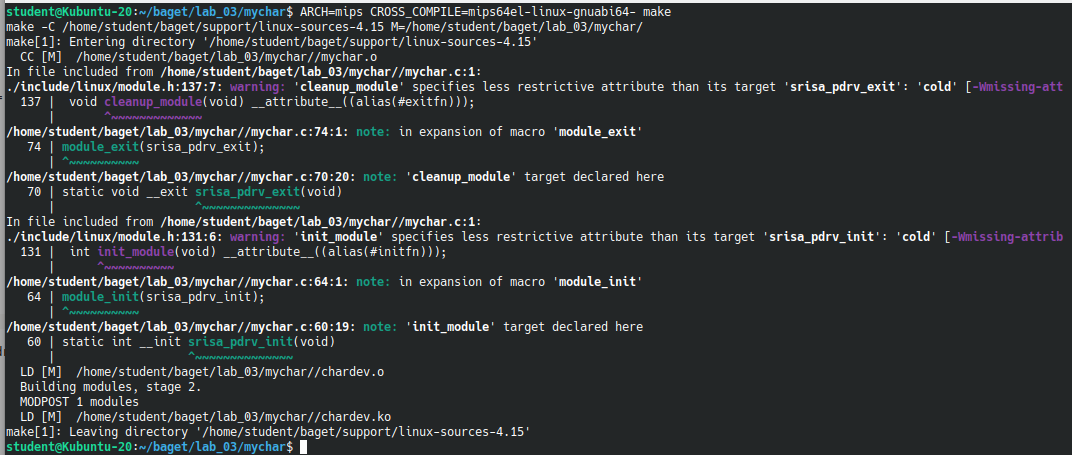 student@Kubuntu-20:~/baget/lab_03/mychar$ ARCH=mips CROSS_COMPILE=mips64el-linux-gnuabi64- make
make -C /home/student/baget/support/linux-sources-4.15 M=/home/student/baget/lab_03/mychar/
make[1]: Entering directory '/home/student/baget/support/linux-sources-4.15'
  CC [M]  /home/student/baget/lab_03/mychar//mychar.o
In file included from /home/student/baget/lab_03/mychar//mychar.c:1:
./include/linux/module.h:137:7: warning: 'cleanup_module' specifies less restrictive attribute than its target 'srisa_pdrv_exit': 'cold' [-Wmissing-att
  137 |  void cleanup_module(void) __attribute__((alias(#exitfn)));
      |       ^~~~~~~~~~~~~~
/home/student/baget/lab_03/mychar//mychar.c:74:1: note: in expansion of macro 'module_exit'
   74 | module_exit(srisa_pdrv_exit);
      | ^~~~~~~~~~~
/home/student/baget/lab_03/mychar//mychar.c:70:20: note: 'cleanup_module' target declared here
   70 | static void __exit srisa_pdrv_exit(void)
      |                    ^~~~~~~~~~~~~~~
In file included from /home/student/baget/lab_03/mychar//mychar.c:1:
./include/linux/module.h:131:6: warning: 'init_module' specifies less restrictive attribute than its target 'srisa_pdrv_init': 'cold' [-Wmissing-attrib
  131 |  int init_module(void) __attribute__((alias(#initfn)));
      |      ^~~~~~~~~~~
/home/student/baget/lab_03/mychar//mychar.c:64:1: note: in expansion of macro 'module_init'
   64 | module_init(srisa_pdrv_init);
      | ^~~~~~~~~~~
/home/student/baget/lab_03/mychar//mychar.c:60:19: note: 'init_module' target declared here
   60 | static int __init srisa_pdrv_init(void)
      |                   ^~~~~~~~~~~~~~~
  LD [M]  /home/student/baget/lab_03/mychar//chardev.o
  Building modules, stage 2.
  MODPOST 1 modules
  LD [M]  /home/student/baget/lab_03/mychar//chardev.ko
make[1]: Leaving directory '/home/student/baget/support/linux-sources-4.15'
student@Kubuntu-20:~/baget/lab_03/mychar$